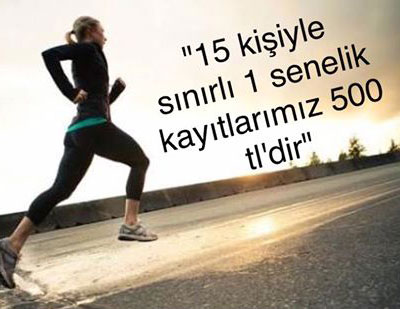 "15 kişiyle
sınırlı 1 senelik
kayıtlarımız 500
tl'dir"